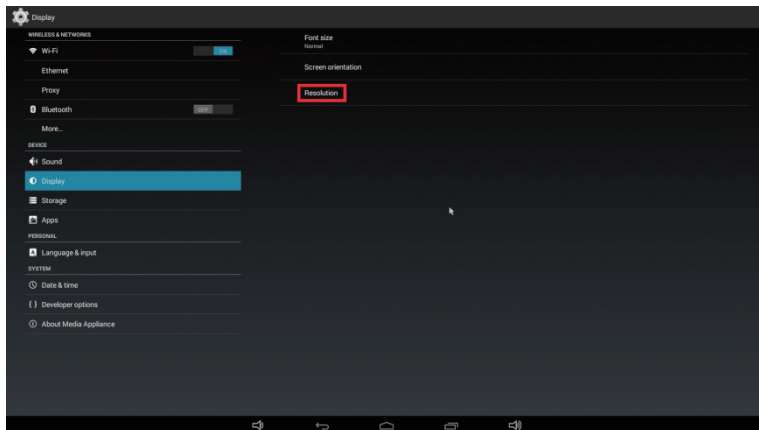 Display
WIRELESS & NETWORKS
Wi-Fi
ON
Ethernet
Proxy
Bluetooth
OFF
More...
DEVICE
Sound
Display
Storage
Apps
PERSONAL
A
Language & input
SYSTEM
Date & time
{ } Developer options
About Media Appliance
Font size
Normal
Screen orientation
Resolution